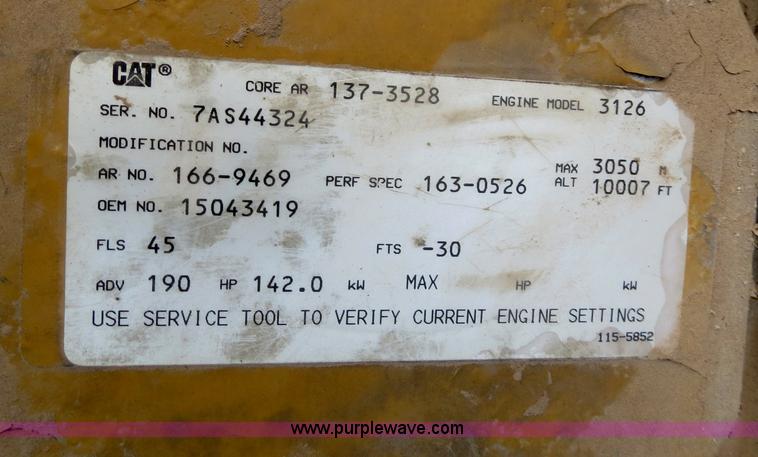 CAT® CORE AR 137-3528 ENGINE MODEL 3126
SER. NO. 7AS44324
MODIFICATION NO.
AR NO. 166-9469 PERF SPEC 163-0526 MAX ALT 3050 M 10007 FT
OEM NO. 15043419
FLS 45 FTS -30
ADV 190 HP 142.0 kW MAX HP kW
USE SERVICE TOOL TO VERIFY CURRENT ENGINE SETTINGS
115-5852
www.purplewave.com